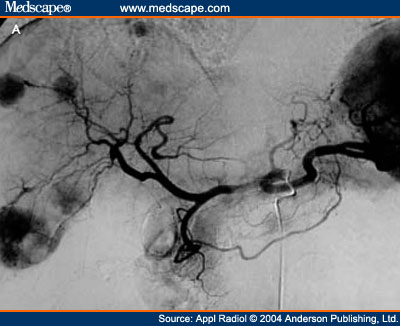 Medscape® www.medscape.com
A
Source: Appl Radiol © 2004 Anderson Publishing, Ltd.